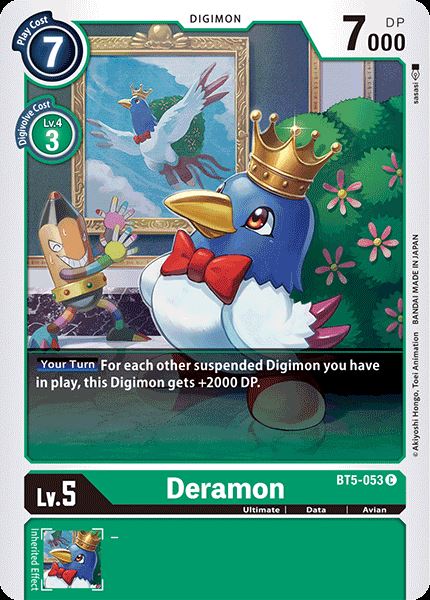 DIGIMON
Play Cost
7
7000
DP
Digivolve Cost
Lv.4
3
sasasi
© Akiyoshi Hongo, Toei Animation BANDAI MADE IN JAPAN
Your Turn For each other suspended Digimon you have
in play, this Digimon gets +2000 DP.
BT5-053 C
Lv.5
Deramon
Ultimate | Data | Avian
Inherited Effect
–